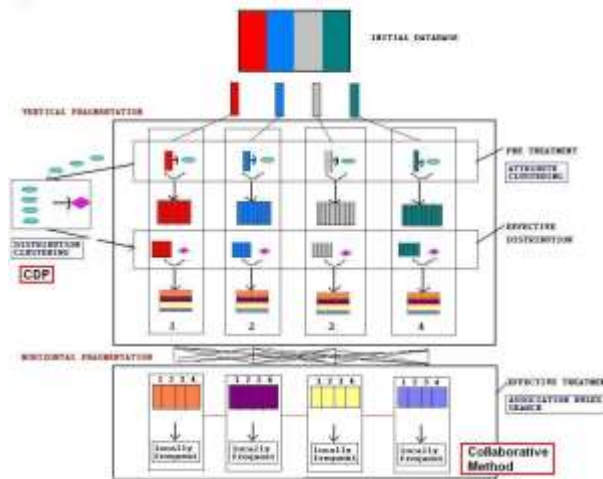 INITIAL DATABASE
VERTICAL FRAGMENTATION
PRE TREATMENT
ATTRIBUTE
CLUSTERING
EFFECTIVE
DISTRIBUTION
DISTRIBUTION
CLUSTERING
CDP
1 2 3 4
HORIZONTAL FRAGMENTATION
1 2 3 4 1 2 3 4 1 2 3 4 1 2 3 4
EFFECTIVE TREATMENT
ASSOCIATION RULES
SEARCH
locally locally locally locally
frequent frequent frequent frequent
Collaborative
Method